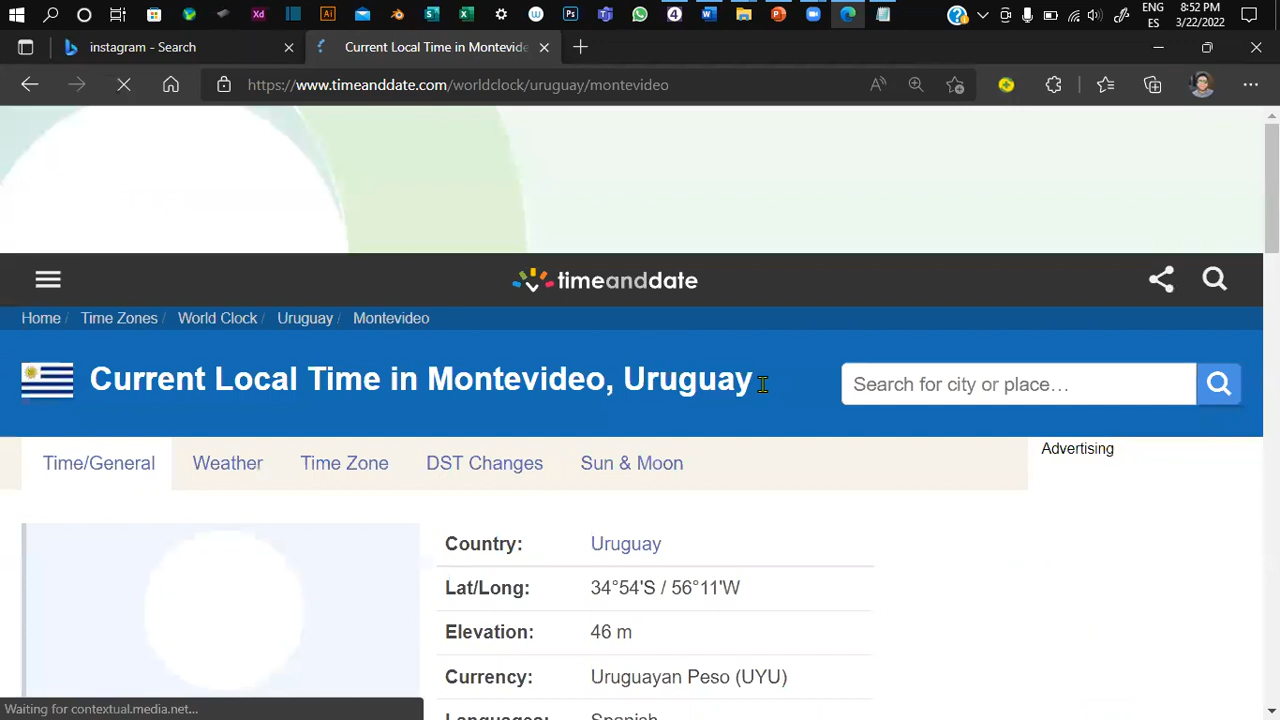 ENG
8:52 PM
ES
3/22/2022
instagram - Search
Current Local Time in Montevide
https://www.timeanddate.com/worldclock/uruguay/montevideo
timeanddate
Home / Time Zones / World Clock / Uruguay / Montevideo
Current Local Time in Montevideo, Uruguay
Search for city or place…
Time/General Weather Time Zone DST Changes Sun & Moon
Advertising
Country: Uruguay
Lat/Long: 34°54'S / 56°11'W
Elevation: 46 m
Currency: Uruguayan Peso (UYU)
Languages: Spanish
Waiting for contextual.media.net...